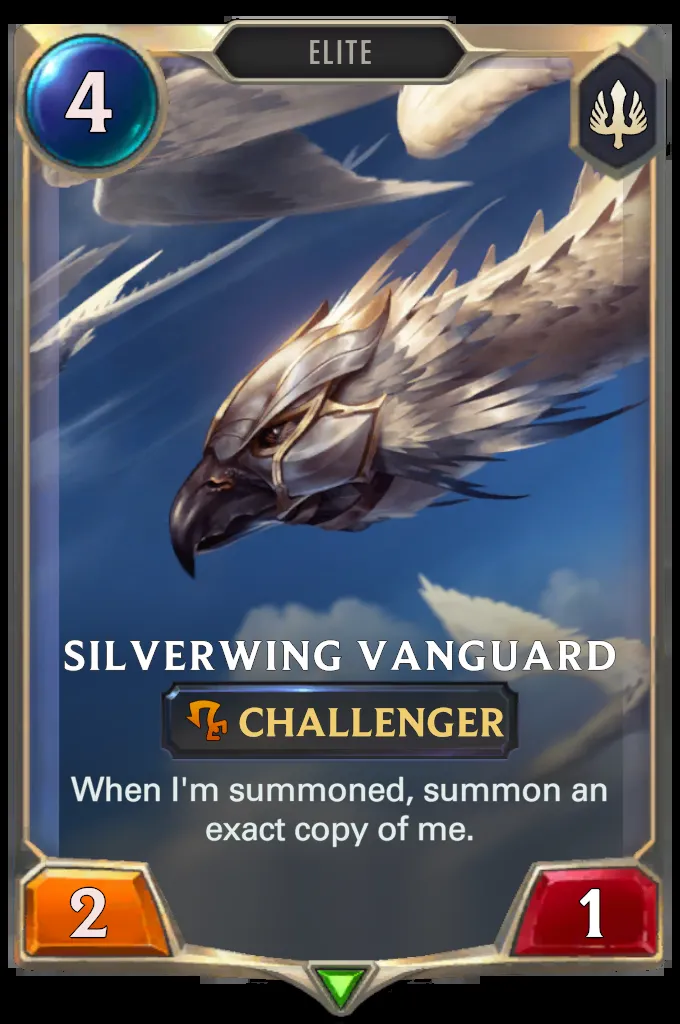 ELITE
4
SILVERWING VANGUARD
CHALLENGER
When I'm summoned, summon an
exact copy of me.
2
1